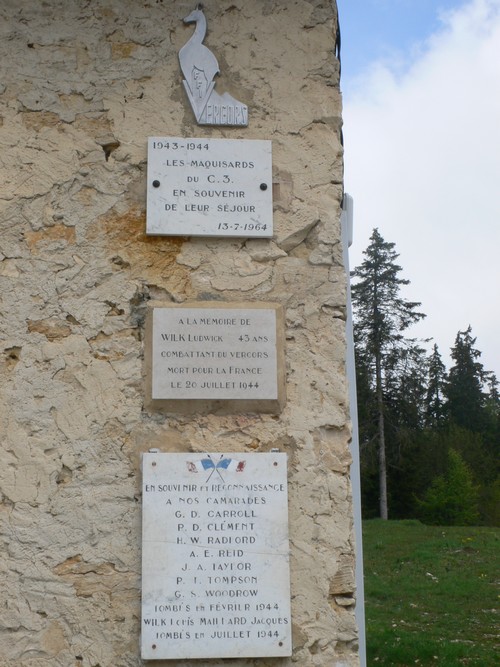 VERCORS
1943-1944
LES MAQUISARDS
DU C.3.
EN SOUVENIR
DE LEUR SÉJOUR
13-7-1964
A LA MEMOIRE DE
WILK LUDWICK 43 ANS
COMBATTANT DU VERCORS
MORT POUR LA FRANCE
LE 20 JUILLET 1944
EN SOUVENIR ET RECONNAISSANCE
A NOS CAMARADES
G. D. CARROLL
P. D. CLÉMENT
H. W. RADFORD
A. E. REID
J. A. TAYLOR
P. I. TOMPSON
G. S. WOODROW
TOMBÉS EN FÉVRIER 1944
WILK LOUIS MAILLARD JACQUES
TOMBÉS EN JUILLET 1944